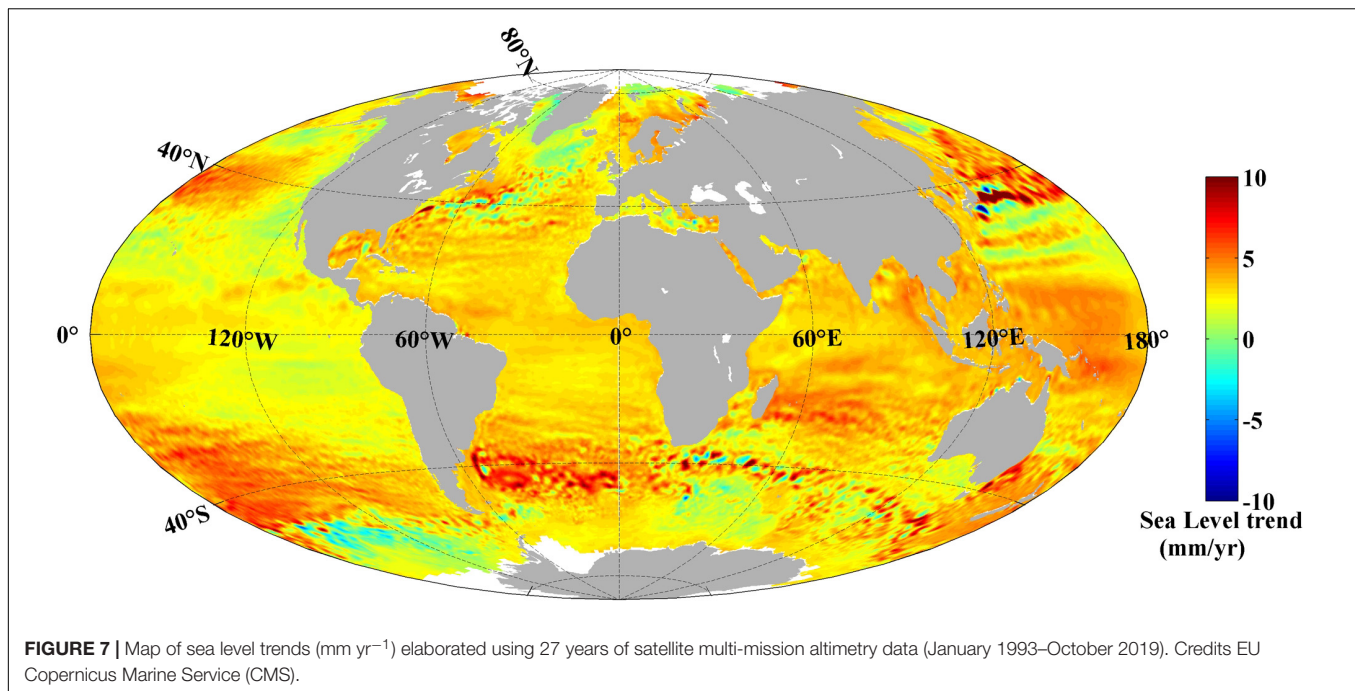 80°N
40°N
10
5
0
-5
-10
0°
120°W
60°W
0°
60°E
120°E
180°
40°S
Sea Level trend
(mm/yr)
FIGURE 7 | Map of sea level trends (mm yr−1) elaborated using 27 years of satellite multi-mission altimetry data (January 1993–October 2019). Credits EU
Copernicus Marine Service (CMS).